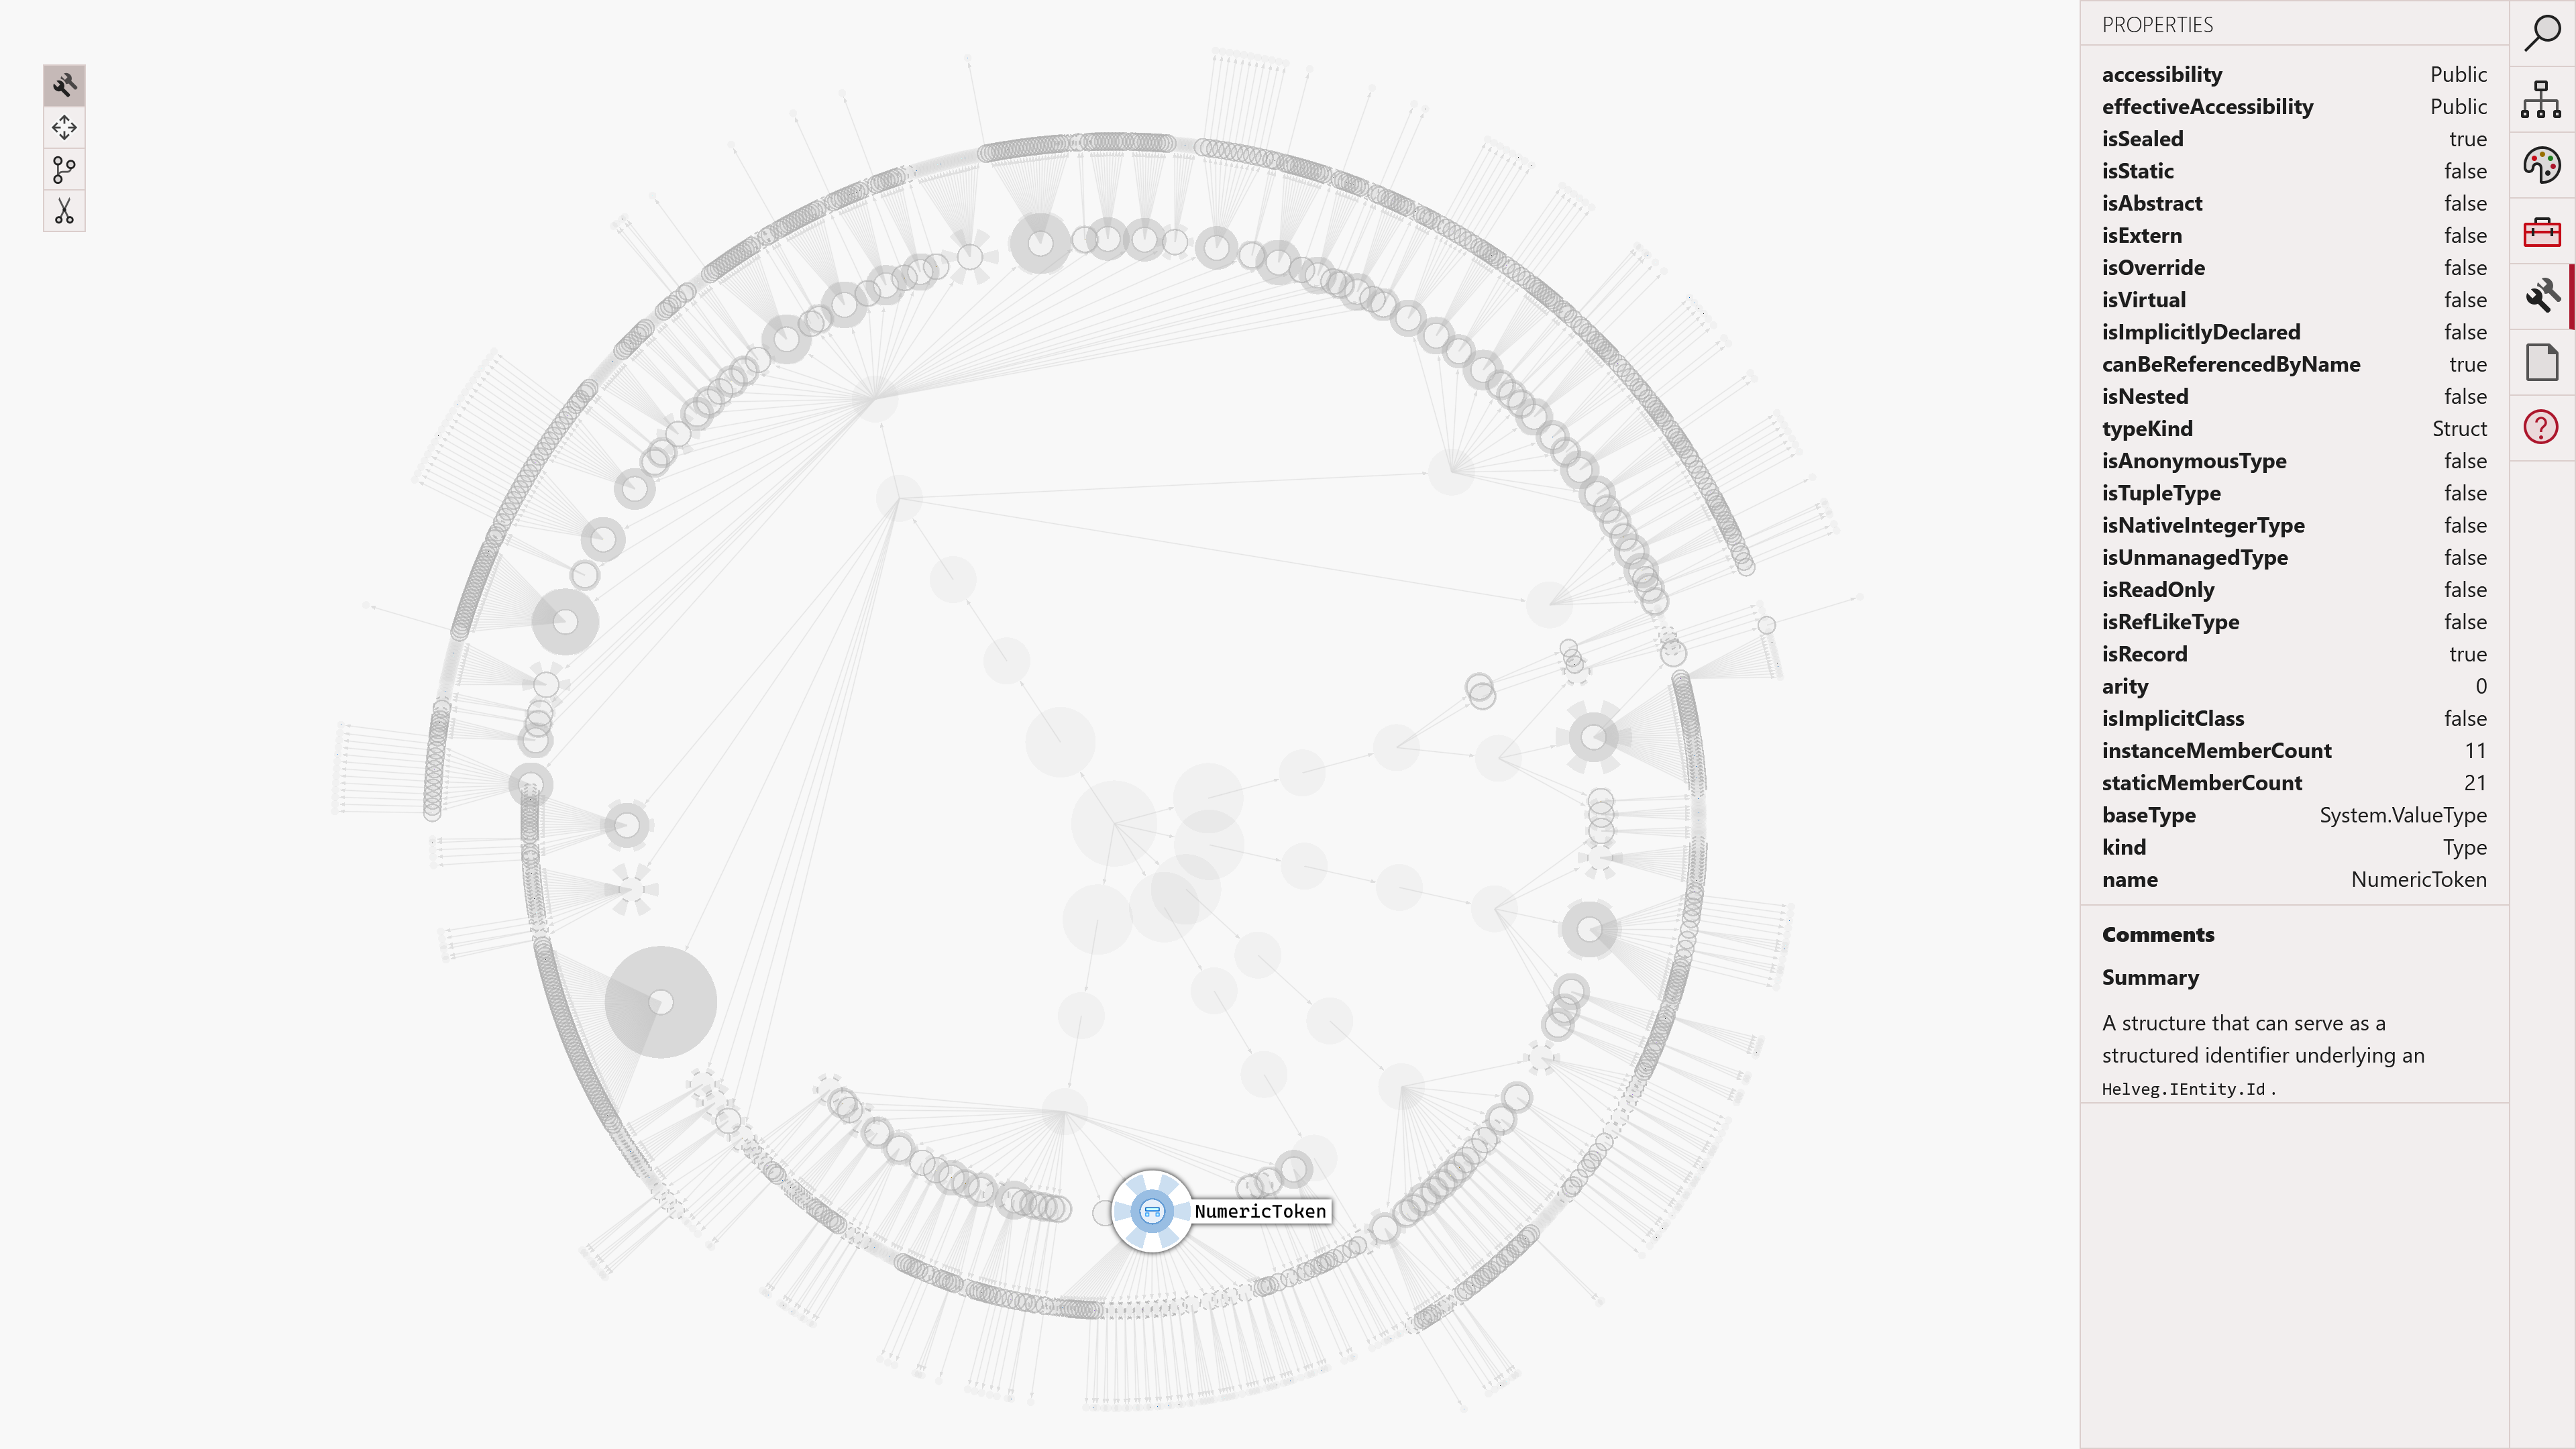 PROPERTIES
accessibility Public
effectiveAccessibility Public
isSealed true
isStatic false
isAbstract false
isExtern false
isOverride false
isVirtual false
isImplicitlyDeclared false
canBeReferencedByName true
isNested false
typeKind Struct
isAnonymousType false
isTupleType false
isNativeIntegerType false
isUnmanagedType false
isReadOnly false
isRefLikeType false
isRecord true
arity 0
isImplicitClass false
instanceMemberCount 11
staticMemberCount 21
baseType System.ValueType
kind Type
name NumericToken
Comments
Summary
A structure that can serve as a
structured identifier underlying an
Helveg.IEntity.Id .
NumericToken